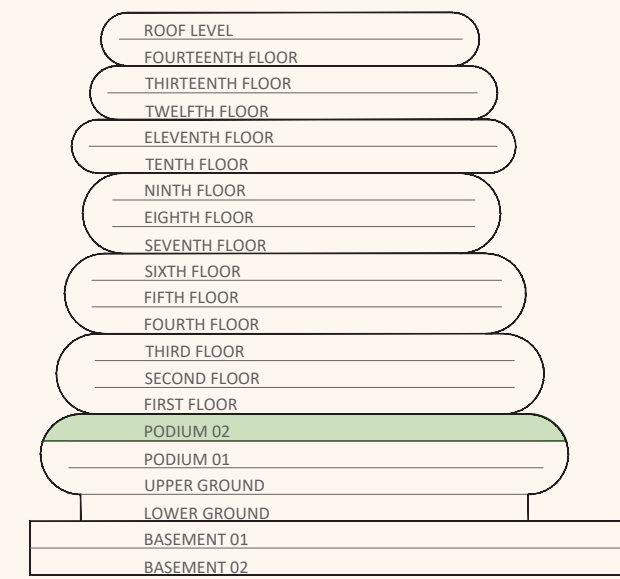 ROOF LEVEL
FOURTEENTH FLOOR
THIRTEENTH FLOOR
TWELFTH FLOOR
ELEVENTH FLOOR
TENTH FLOOR
NINTH FLOOR
EIGHTH FLOOR
SEVENTH FLOOR
SIXTH FLOOR
FIFTH FLOOR
FOURTH FLOOR
THIRD FLOOR
SECOND FLOOR
FIRST FLOOR
PODIUM 02
PODIUM 01
UPPER GROUND
LOWER GROUND
BASEMENT 01
BASEMENT 02